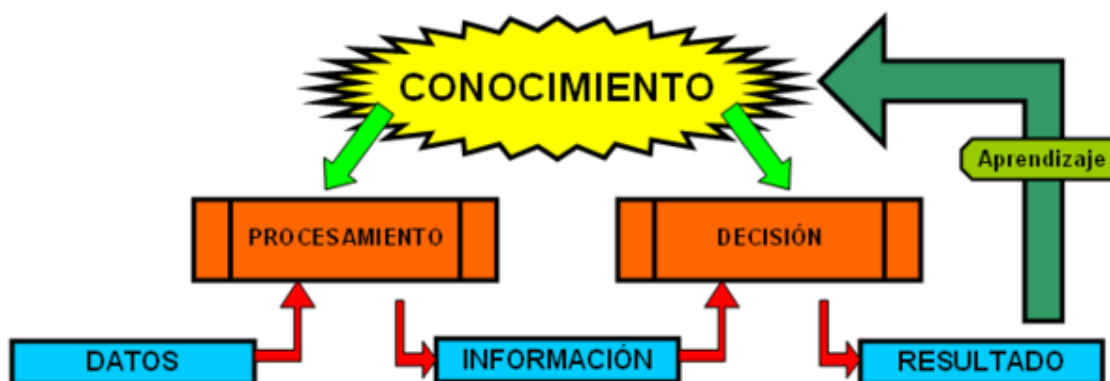 CONOCIMIENTO
Aprendizaje
PROCESAMIENTO
DECISIÓN
DATOS
INFORMACIÓN
RESULTADO